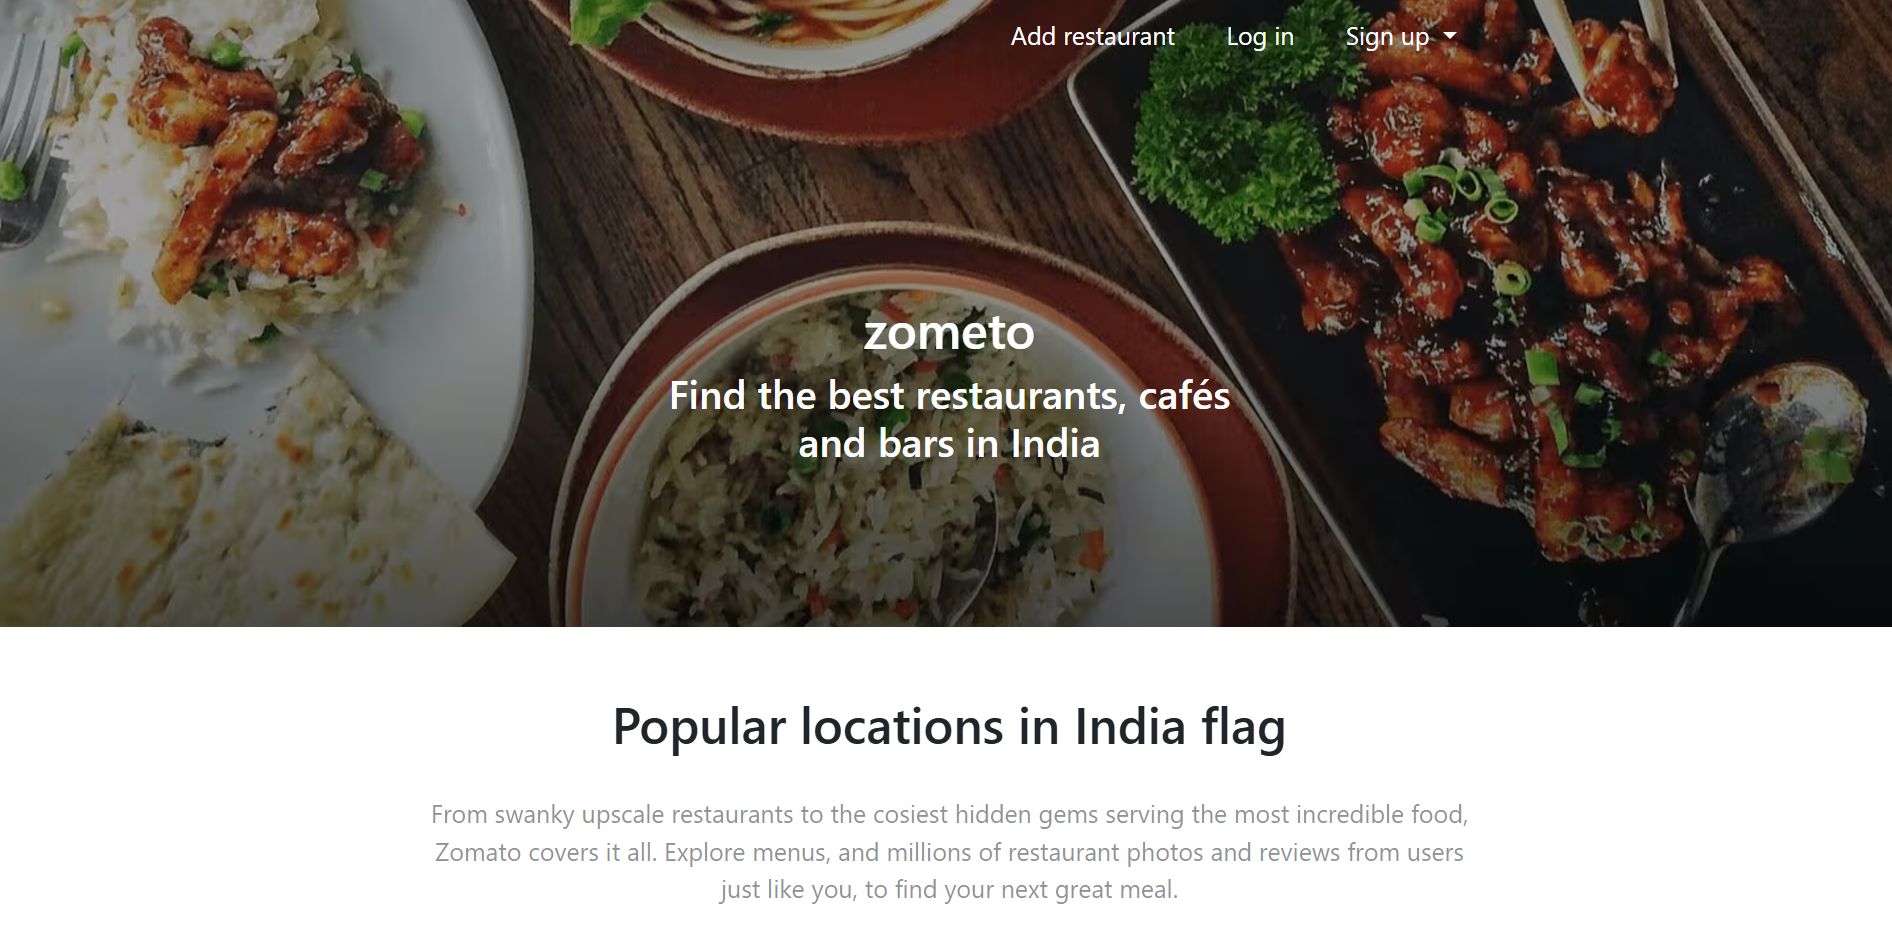 Add restaurant Log in Sign up
zometo
Find the best restaurants, cafés
and bars in India
Popular locations in India flag
From swanky upscale restaurants to the cosiest hidden gems serving the most incredible food,
Zomato covers it all. Explore menus, and millions of restaurant photos and reviews from users
just like you, to find your next great meal.